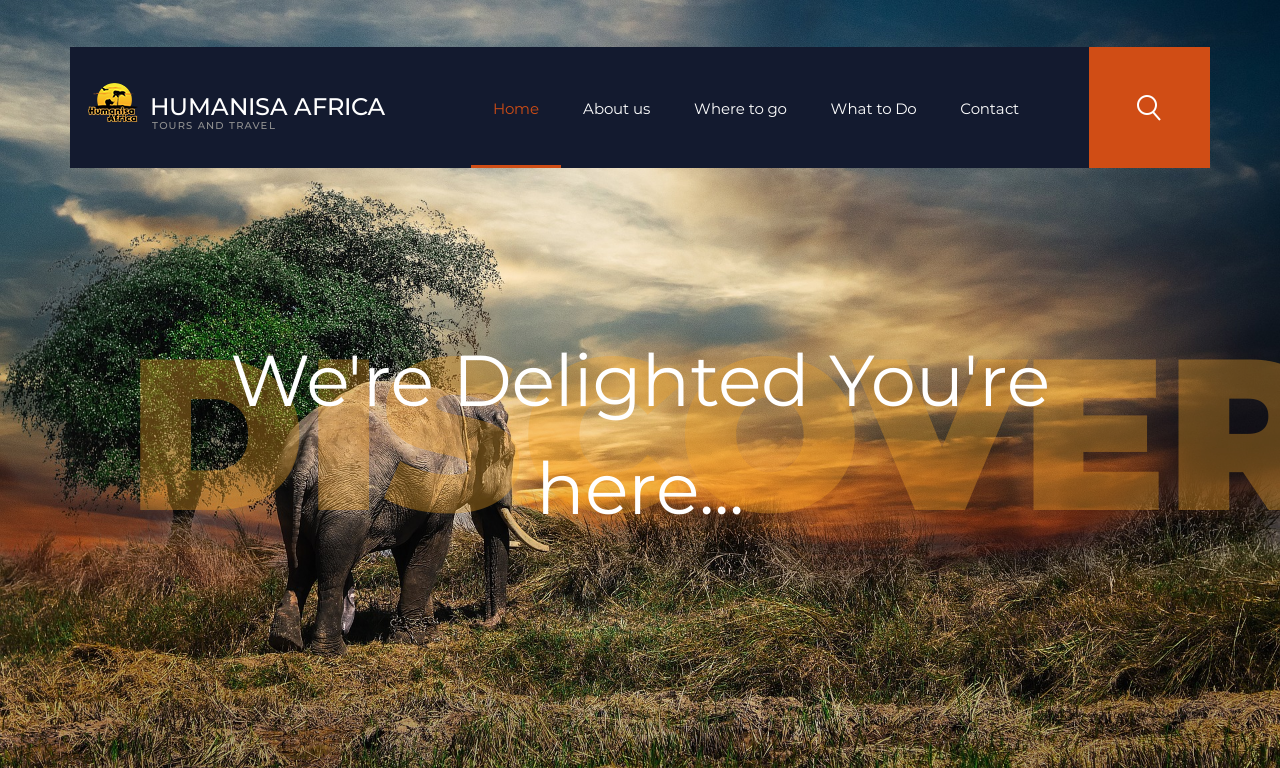 Humanisa
Africa
HUMANISA AFRICA
TOURS AND TRAVEL
Home
About us
Where to go
What to Do
Contact
DISCOVER
We're Delighted You're
here...